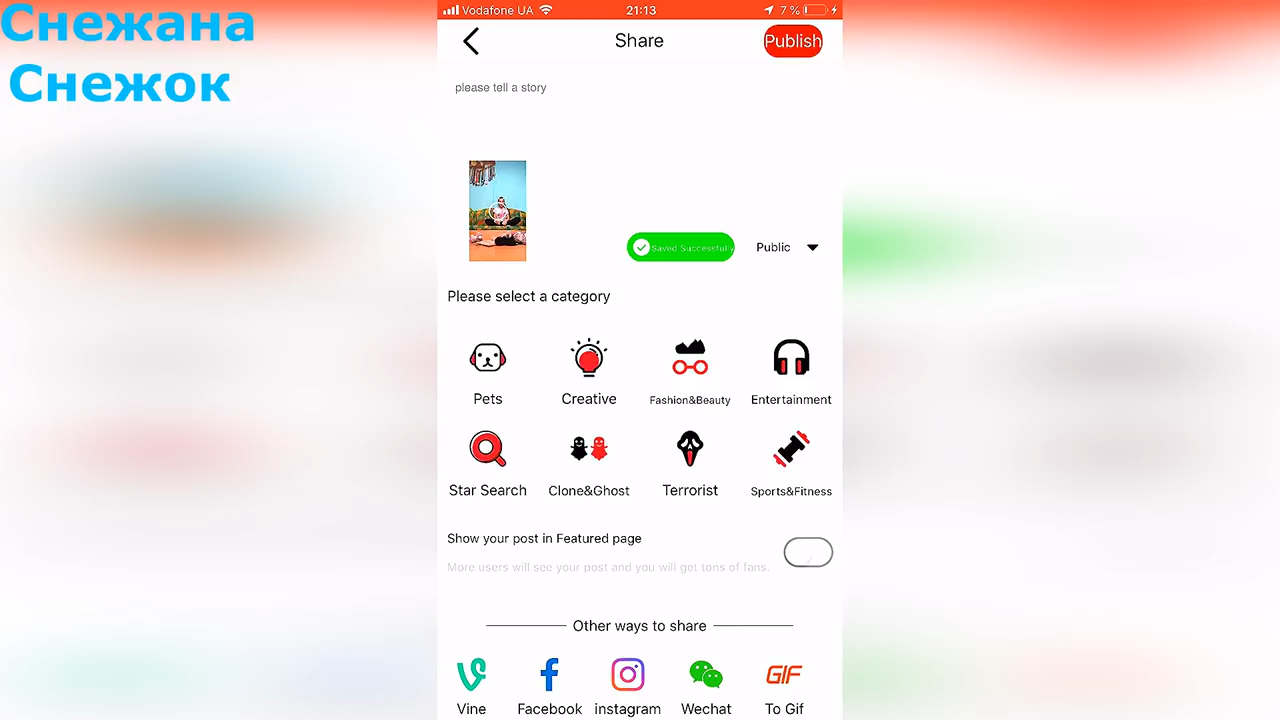 Снежана
Снежок
Vodafone UA
21:13
7 %
Share
Publish
please tell a story
Saved Successfully
Public
Please select a category
Pets
Creative
Fashion&Beauty
Entertainment
Star Search
Clone&Ghost
Terrorist
Sports&Fitness
Show your post in Featured page
More users will see your post and you will get tons of fans.
Other ways to share
Vine
Facebook
instagram
Wechat
GIF
To Gif